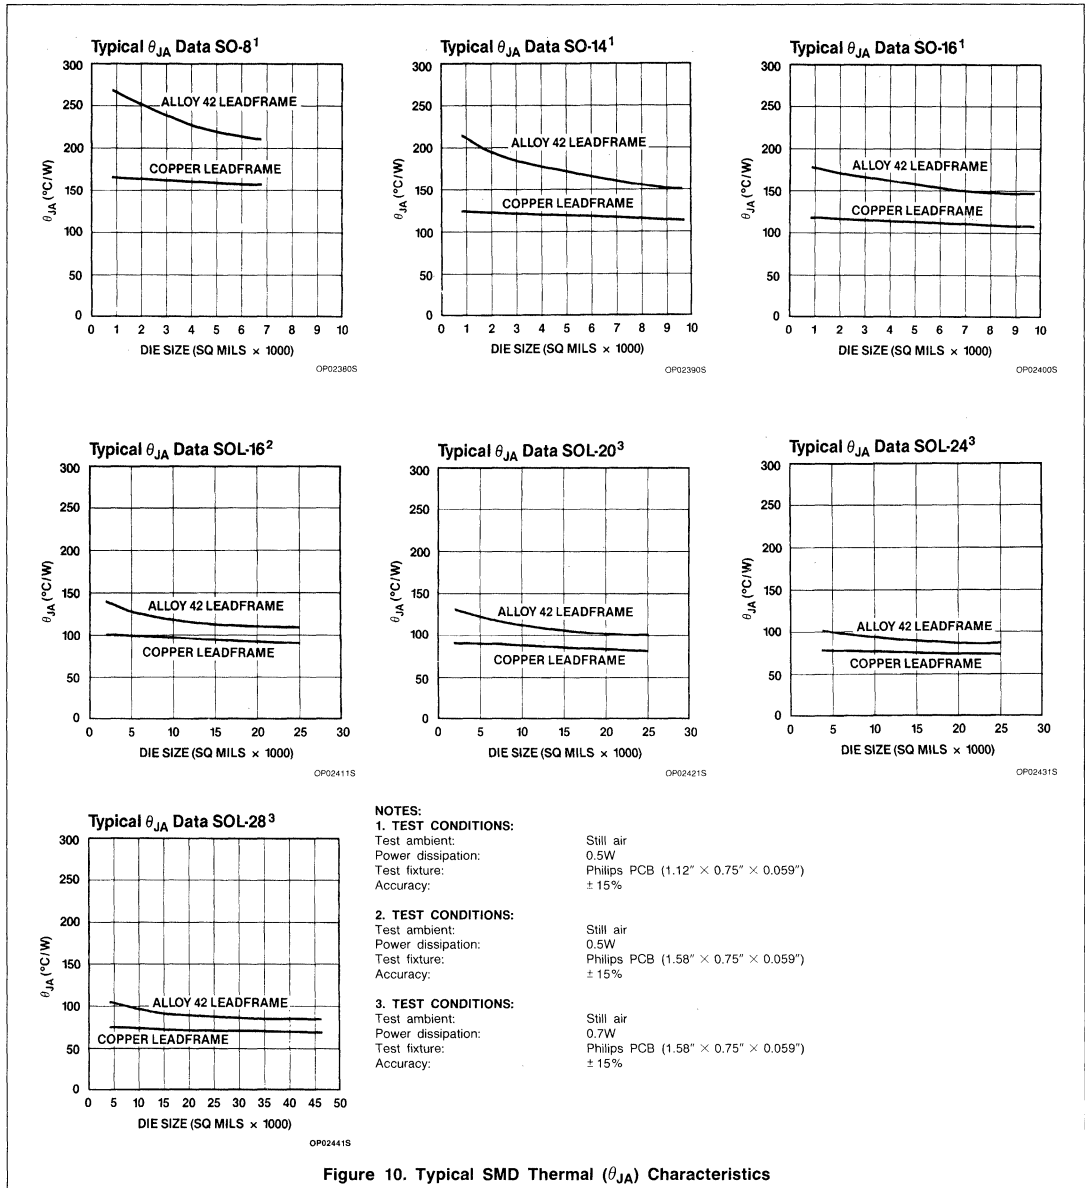 Typical θJA Data SO-8¹
300
250
200
150
100
50
0
θJA (°C/W)
ALLOY 42 LEADFRAME
COPPER LEADFRAME
0 1 2 3 4 5 6 7 8 9 10
DIE SIZE (SQ MILS × 1000)
OP02380S
Typical θJA Data SO-14¹
300
250
200
150
100
50
0
θJA (°C/W)
ALLOY 42 LEADFRAME
COPPER LEADFRAME
0 1 2 3 4 5 6 7 8 9 10
DIE SIZE (SQ MILS × 1000)
OP02390S
Typical θJA Data SO-16¹
300
250
200
150
100
50
0
θJA (°C/W)
ALLOY 42 LEADFRAME
COPPER LEADFRAME
0 1 2 3 4 5 6 7 8 9 10
DIE SIZE (SQ MILS × 1000)
OP02400S
Typical θJA Data SOL-16²
300
250
200
150
100
50
0
θJA (°C/W)
ALLOY 42 LEADFRAME
COPPER LEADFRAME
0 5 10 15 20 25 30
DIE SIZE (SQ MILS × 1000)
OP02411S
Typical θJA Data SOL-20³
300
250
200
150
100
50
0
θJA (°C/W)
ALLOY 42 LEADFRAME
COPPER LEADFRAME
0 5 10 15 20 25 30
DIE SIZE (SQ MILS × 1000)
OP02421S
Typical θJA Data SOL-24³
300
250
200
150
100
50
0
θJA (°C/W)
ALLOY 42 LEADFRAME
COPPER LEADFRAME
0 5 10 15 20 25 30
DIE SIZE (SQ MILS × 1000)
OP02431S
Typical θJA Data SOL-28³
300
250
200
150
100
50
0
θJA (°C/W)
ALLOY 42 LEADFRAME
COPPER LEADFRAME
0 5 10 15 20 25 30 35 40 45 50
DIE SIZE (SQ MILS × 1000)
OP02441S
NOTES:
1. TEST CONDITIONS:
Test ambient: Still air
Power dissipation: 0.5W
Test fixture: Philips PCB (1.12" × 0.75" × 0.059")
Accuracy: ± 15%
2. TEST CONDITIONS:
Test ambient: Still air
Power dissipation: 0.5W
Test fixture: Philips PCB (1.58" × 0.75" × 0.059")
Accuracy: ± 15%
3. TEST CONDITIONS:
Test ambient: Still air
Power dissipation: 0.7W
Test fixture: Philips PCB (1.58" × 0.75" × 0.059")
Accuracy: ± 15%
Figure 10. Typical SMD Thermal (θJA) Characteristics